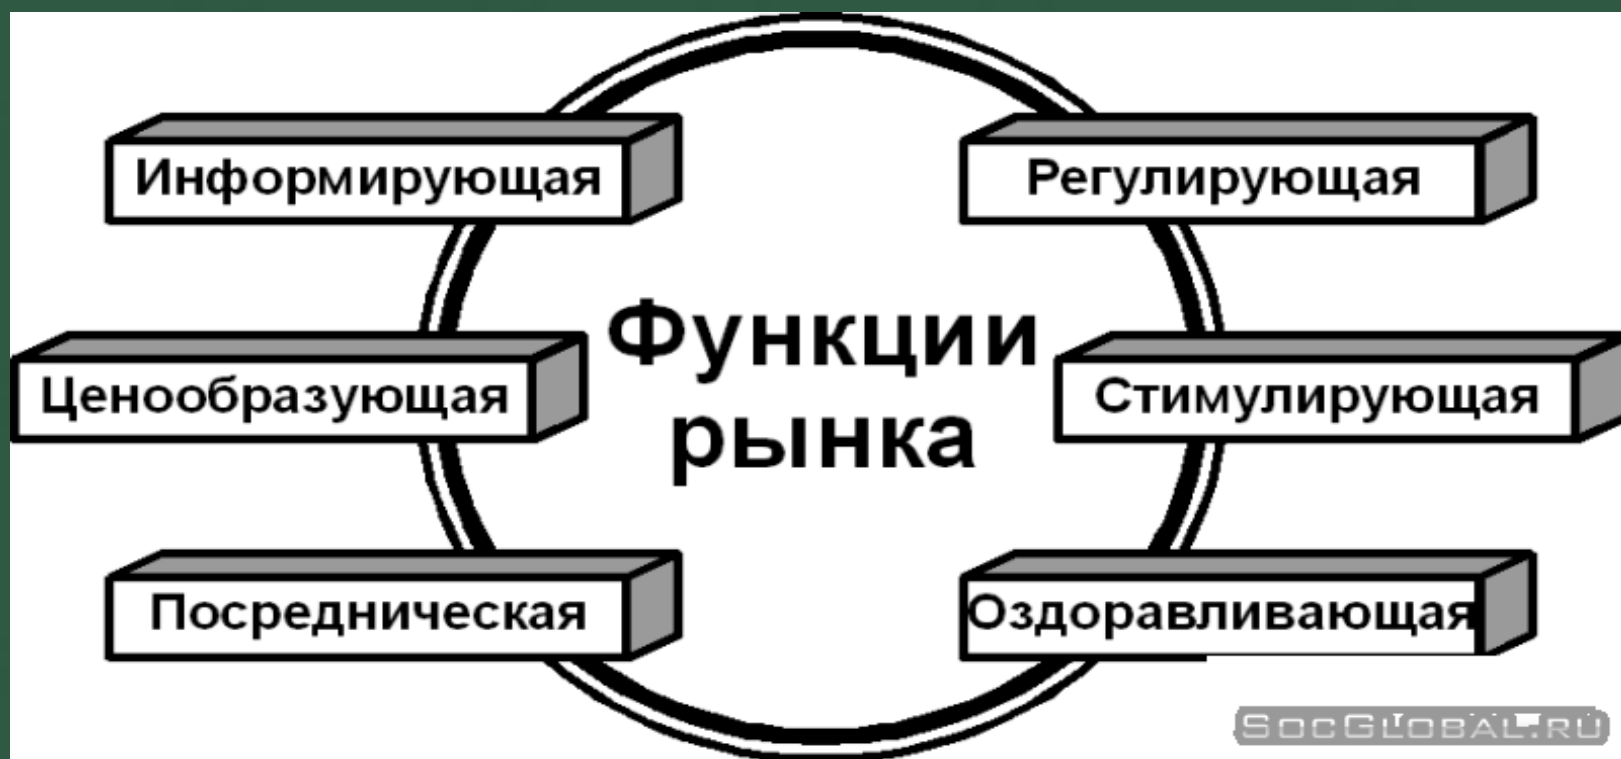 Информирующая
Регулирующая
Функции
рынка
Ценообразующая
Стимулирующая
Посредническая
Оздоравливающая
SOCGLOBAL.RU